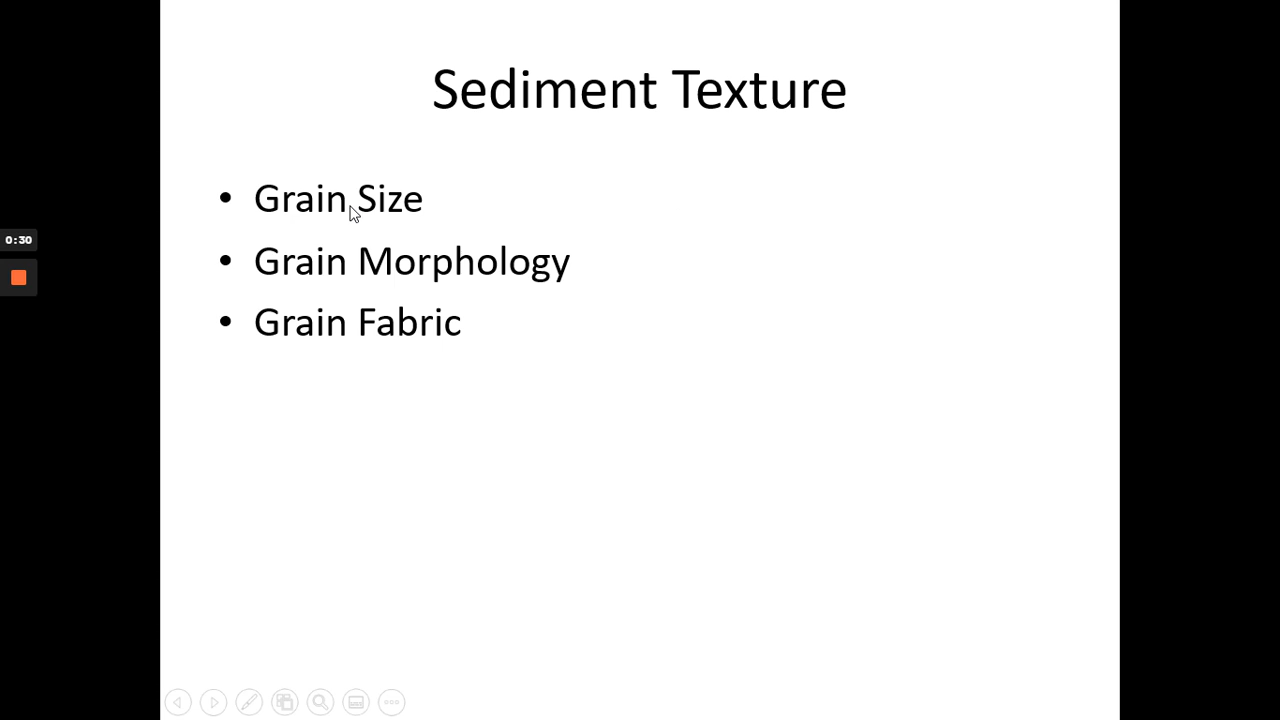 Sediment Texture
• Grain Size
0:30
• Grain Morphology
• Grain Fabric